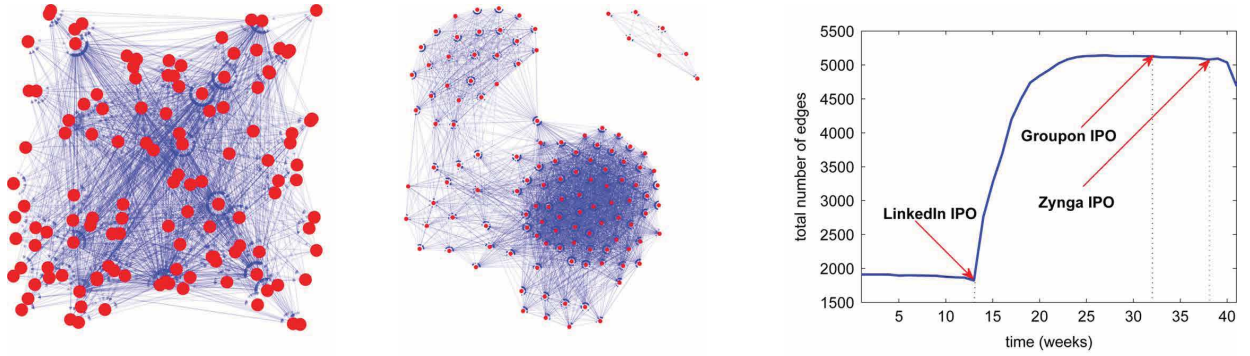 5500
5000
4500
4000
3500
3000
2500
2000
1500
total number of edges
Groupon IPO
LinkedIn IPO
Zynga IPO
5 10 15 20 25 30 35 40
time (weeks)